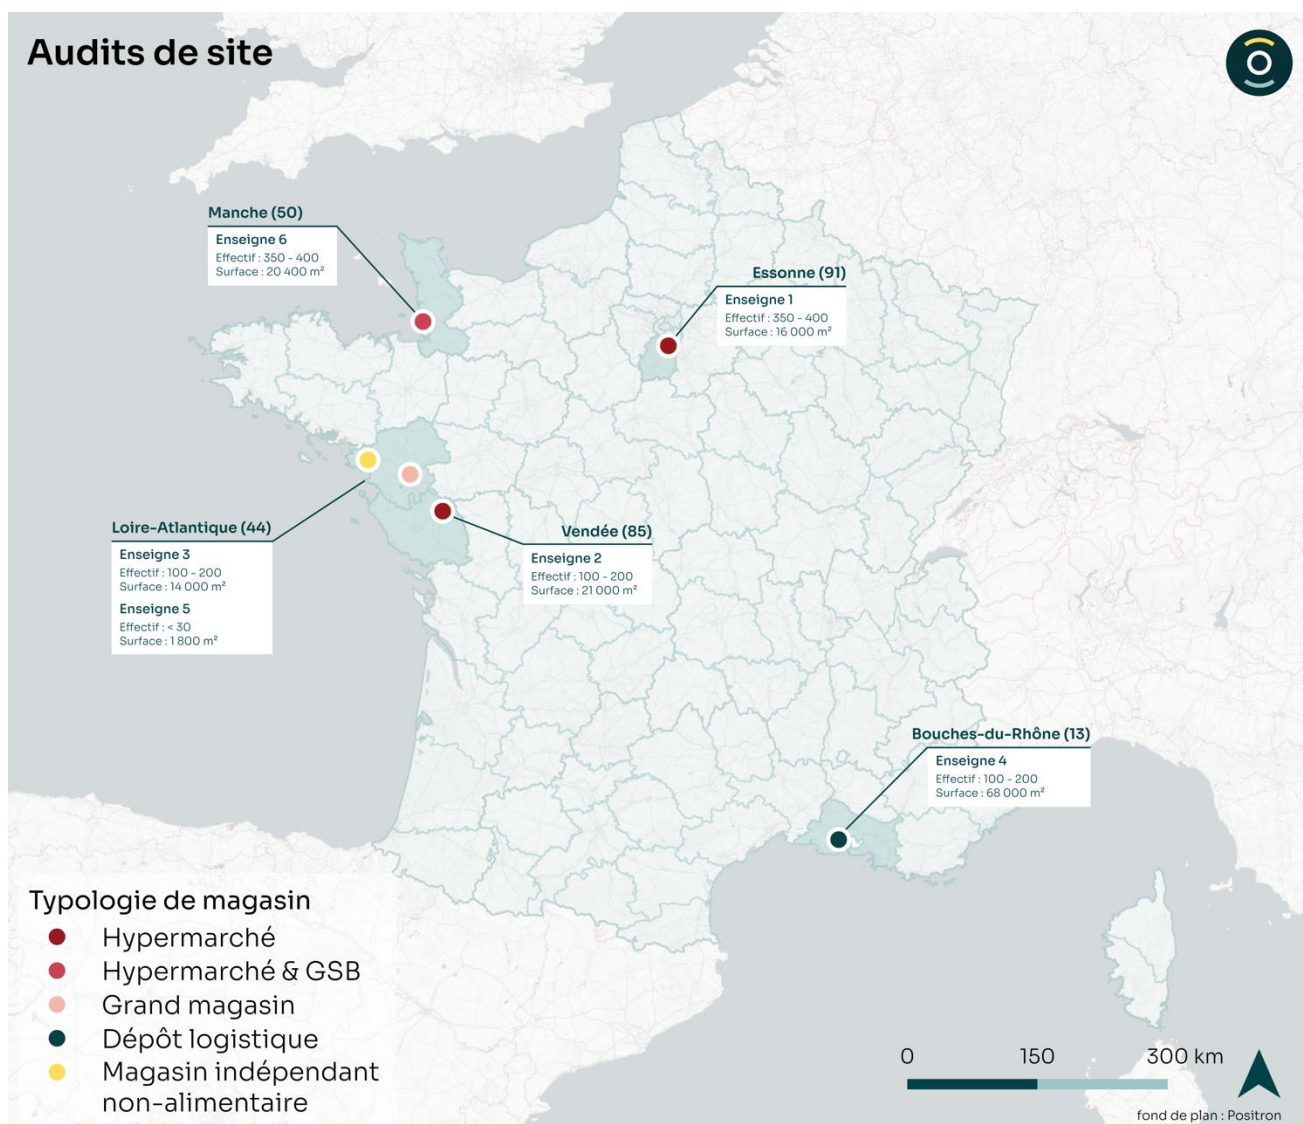 Audits de site
Manche (50)
Enseigne 6
Effectif : 350 - 400
Surface : 20 400 m²
Essonne (91)
Enseigne 1
Effectif : 350 - 400
Surface : 16 000 m²
Loire-Atlantique (44)
Enseigne 3
Effectif : 100 - 200
Surface : 14 000 m²
Enseigne 5
Effectif : < 30
Surface : 1 800 m²
Vendée (85)
Enseigne 2
Effectif : 100 - 200
Surface : 21 000 m²
Bouches-du-Rhône (13)
Enseigne 4
Effectif : 100 - 200
Surface : 68 000 m²
Typologie de magasin
Hypermarché
Hypermarché & GSB
Grand magasin
Dépôt logistique
Magasin indépendant
non-alimentaire
0 150 300 km
fond de plan : Positron